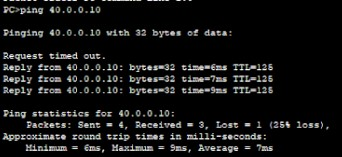 PC>ping 40.0.0.10
Pinging 40.0.0.10 with 32 bytes of data:
Request timed out.
Reply from 40.0.0.10: bytes=32 time=6ms TTL=125
Reply from 40.0.0.10: bytes=32 time=7ms TTL=125
Reply from 40.0.0.10: bytes=32 time=9ms TTL=125
Ping statistics for 40.0.0.10:
Packets: Sent = 4, Received = 3, Lost = 1 (25% loss),
Approximate round trip times in milli-seconds:
Minimum = 6ms, Maximum = 9ms, Average = 7ms